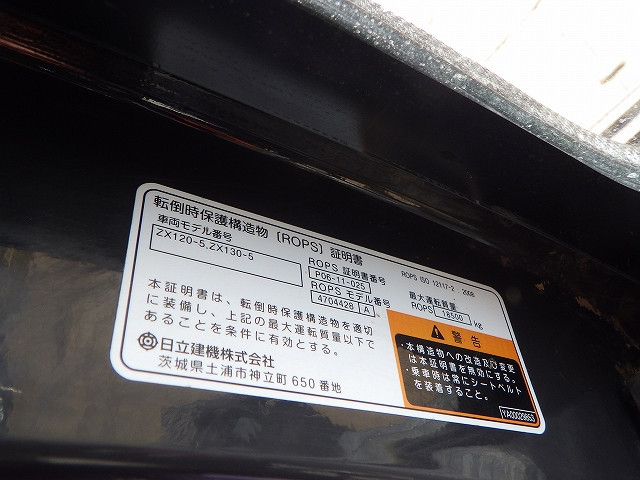 転倒時保護構造物 (ROPS) 証明書
ROPS ISO 12117-2 : 2008
車両モデル番号
ZX120-5,ZX130-5
ROPS 証明書番号
P06-11-025
ROPS モデル番号
4704428 A
最大運転質量
ROPS 18500 kg
本証明書は、転倒時保護構造物を適切
に装備し、上記の最大運転質量以下で
あることを条件に有効とする。
日立建機株式会社
茨城県土浦市神立町 650 番地
警告
・本構造物への改造及び変更
は本証明書を無効にする。
・乗車時は常にシートベルト
を装着すること。